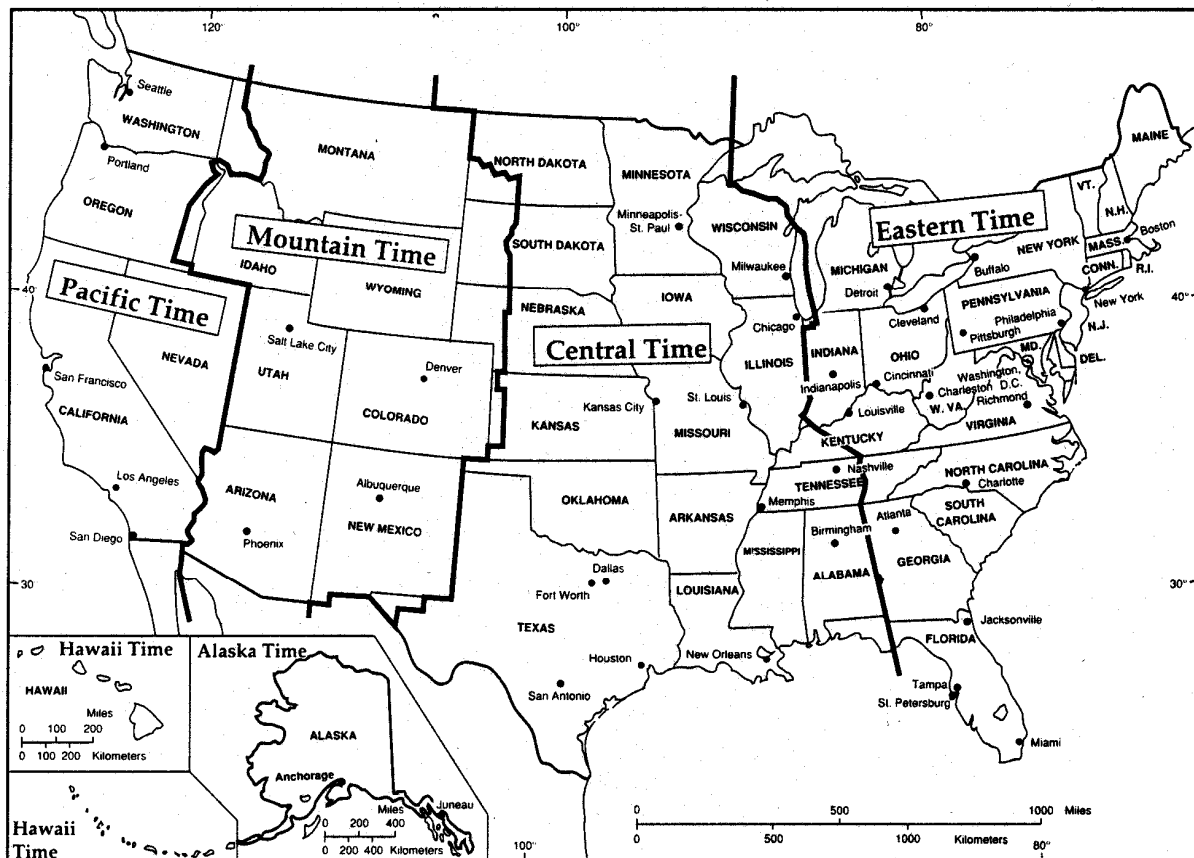 120°
100°
80°
Seattle
WASHINGTON
Portland
OREGON
MONTANA
NORTH DAKOTA
MINNESOTA
Minneapolis-
St. Paul
WISCONSIN
Milwaukee
MICHIGAN
Detroit
Eastern Time
MAINE
VT.
N.H.
Boston
NEW YORK
MASS.
Buffalo
CONN.
R.I.
Mountain Time
IDAHO
WYOMING
SOUTH DAKOTA
NEBRASKA
IOWA
40
Pacific Time
NEVADA
Salt Lake City
UTAH
Denver
COLORADO
Central Time
Chicago
ILLINOIS
INDIANA
Indianapolis
OHIO
Cleveland
Cincinnati
PENNSYLVANIA
Philadelphia
Pittsburgh
New York
40°
N.J.
MD.
DEL.
Washington,
D.C.
Charleston
W. VA.
Richmond
VIRGINIA
San Francisco
CALIFORNIA
Kansas City
KANSAS
St. Louis
MISSOURI
Louisville
KENTUCKY
Los Angeles
San Diego
ARIZONA
Phoenix
Albuquerque
NEW MEXICO
OKLAHOMA
ARKANSAS
Nashville
TENNESSEE
Memphis
NORTH CAROLINA
Charlotte
SOUTH
CAROLINA
Birmingham
Atlanta
MISSISSIPPI
ALABAMA
GEORGIA
30
30°
Dallas
Fort Worth
TEXAS
LOUISIANA
Houston
New Orleans
San Antonio
Jacksonville
FLORIDA
Tampa
St. Petersburg
Miami
Hawaii Time
HAWAII
Miles
0 100 200
0 100 200 Kilometers
Alaska Time
ALASKA
Anchorage
Juneau
Miles
0 200 400
0 200 400 Kilometers
Hawaii
Time
0 500 1000 Miles
0 500 1000 Kilometers
100°
80°